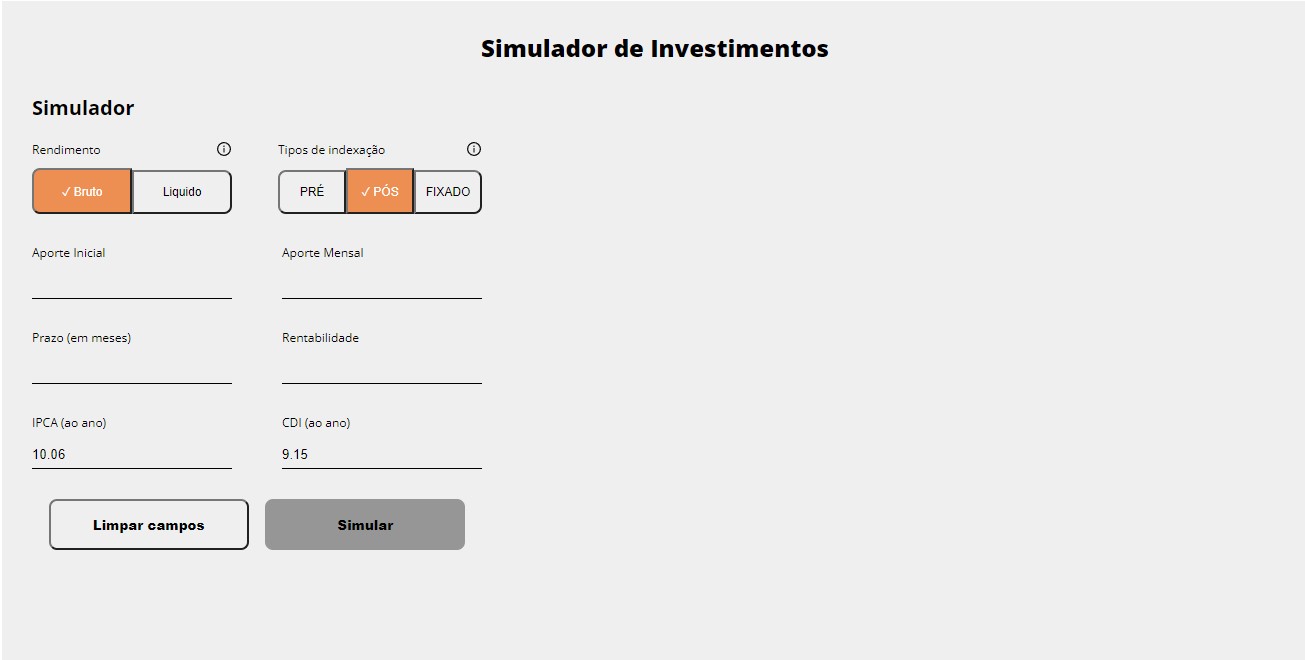 Simulador de Investimentos
Simulador
Rendimento Tipos de indexação
✓ Bruto Liquido PRÉ ✓ PÓS FIXADO
Aporte Inicial Aporte Mensal
Prazo (em meses) Rentabilidade
IPCA (ao ano) CDI (ao ano)
10.06 9.15
Limpar campos Simular